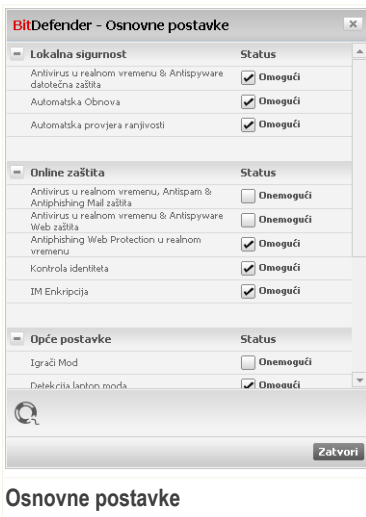 BitDefender - Osnovne postavke
Lokalna sigurnost Status
Antivirus u realnom vremenu & Antispyware
datotečna zaštita
Omogući
Automatska Obnova Omogući
Automatska provjera ranjivosti Omogući
Online zaštita Status
Antivirus u realnom vremenu, Antispam &
Antiphishing Mail zaštita
Onemogući
Antivirus u realnom vremenu & Antispyware
Web zaštita
Onemogući
Antiphishing Web Protection u realnom
vremenu
Omogući
Kontrola identiteta Omogući
IM Enkripcija Omogući
Opće postavke Status
Igrači Mod Onemogući
Detekcija laptop moda Omogući
Zatvori
Osnovne postavke